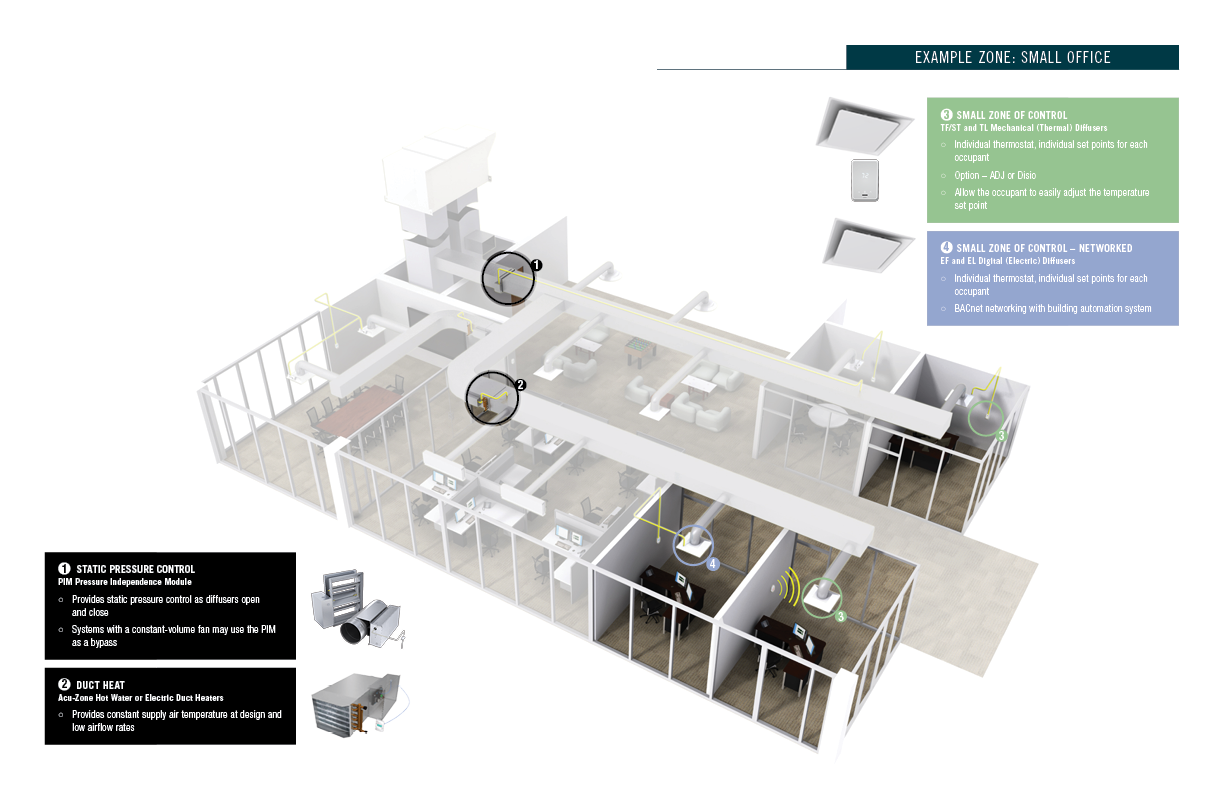 EXAMPLE ZONE: SMALL OFFICE
3 SMALL ZONE OF CONTROL
TF/ST and TL Mechanical (Thermal) Diffusers
○ Individual thermostat, individual set points for each
occupant
○ Option – ADJ or Disio
○ Allow the occupant to easily adjust the temperature
set point
4 SMALL ZONE OF CONTROL – NETWORKED
EF and EL Digital (Electric) Diffusers
○ Individual thermostat, individual set points for each
occupant
○ BACnet networking with building automation system
1
2
3
4
3
1 STATIC PRESSURE CONTROL
PIM Pressure Independence Module
○ Provides static pressure control as diffusers open
and close
○ Systems with a constant-volume fan may use the PIM
as a bypass
2 DUCT HEAT
Acu-Zone Hot Water or Electric Duct Heaters
○ Provides constant supply air temperature at design and
low airflow rates